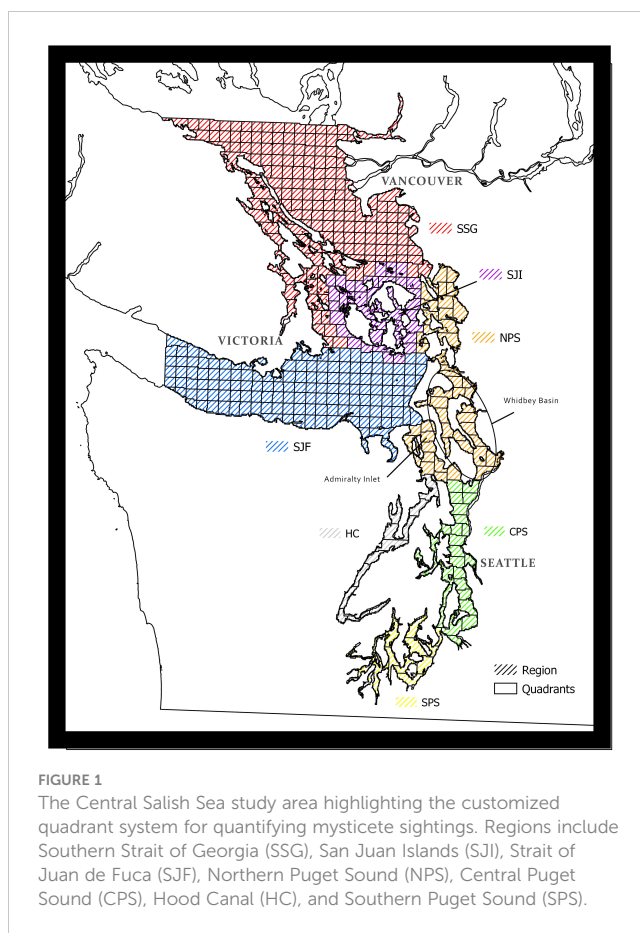 VANCOUVER
SSG
SJI
VICTORIA
NPS
Whidbey Basin
SJF
Admiralty Inlet
HC
CPS
SEATTLE
Region
Quadrants
SPS
FIGURE 1
The Central Salish Sea study area highlighting the customized
quadrant system for quantifying mysticete sightings. Regions include
Southern Strait of Georgia (SSG), San Juan Islands (SJI), Strait of
Juan de Fuca (SJF), Northern Puget Sound (NPS), Central Puget
Sound (CPS), Hood Canal (HC), and Southern Puget Sound (SPS).